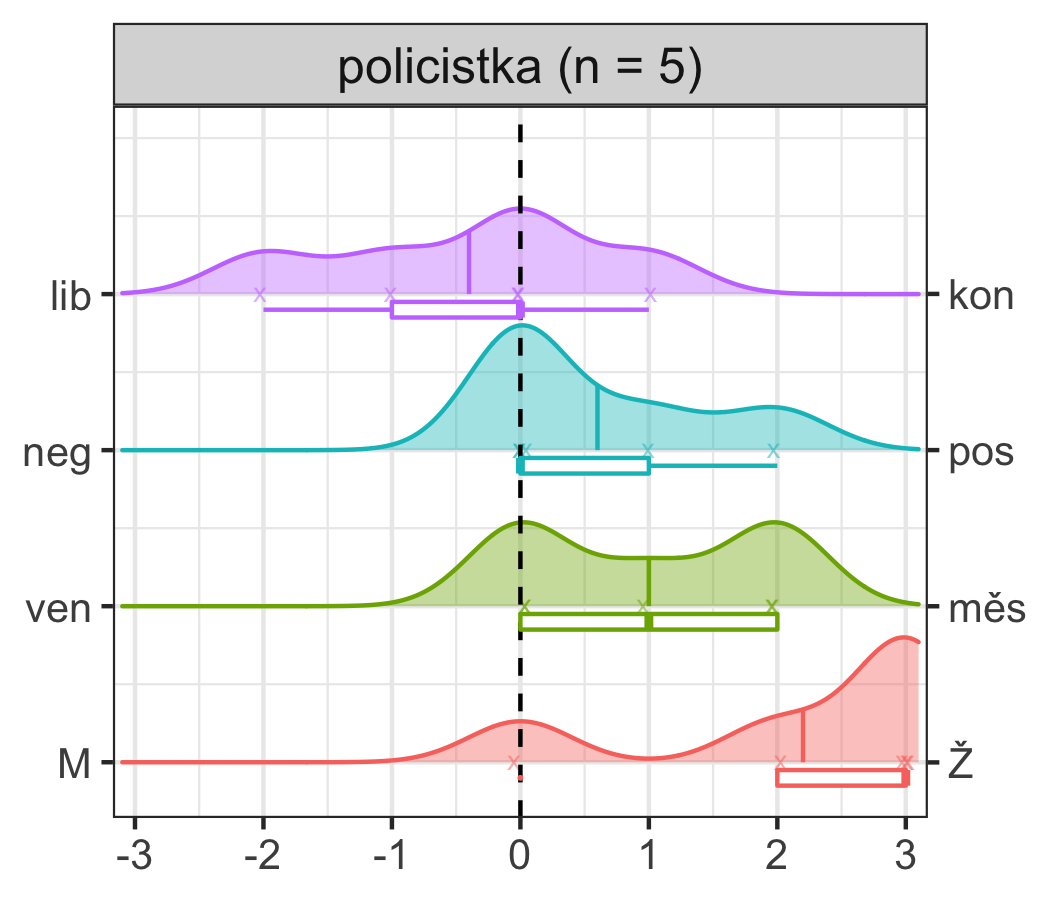 policistka (n = 5)
lib kon
neg pos
ven měs
M Ž
-3 -2 -1 0 1 2 3